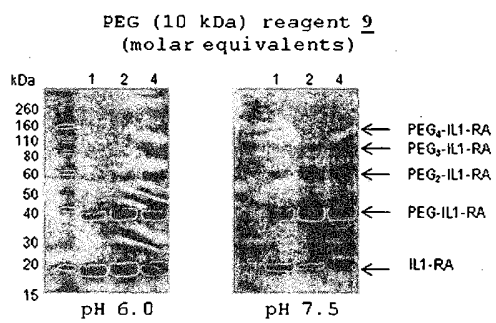 PEG (10 kDa) reagent 9
(molar equivalents)
kDa 1 2 4 1 2 4
260
160
110
80
60
50
40
30
20
15
PEG₄-IL1-RA
PEG₃-IL1-RA
PEG₂-IL1-RA
PEG-IL1-RA
IL1-RA
pH 6.0 pH 7.5